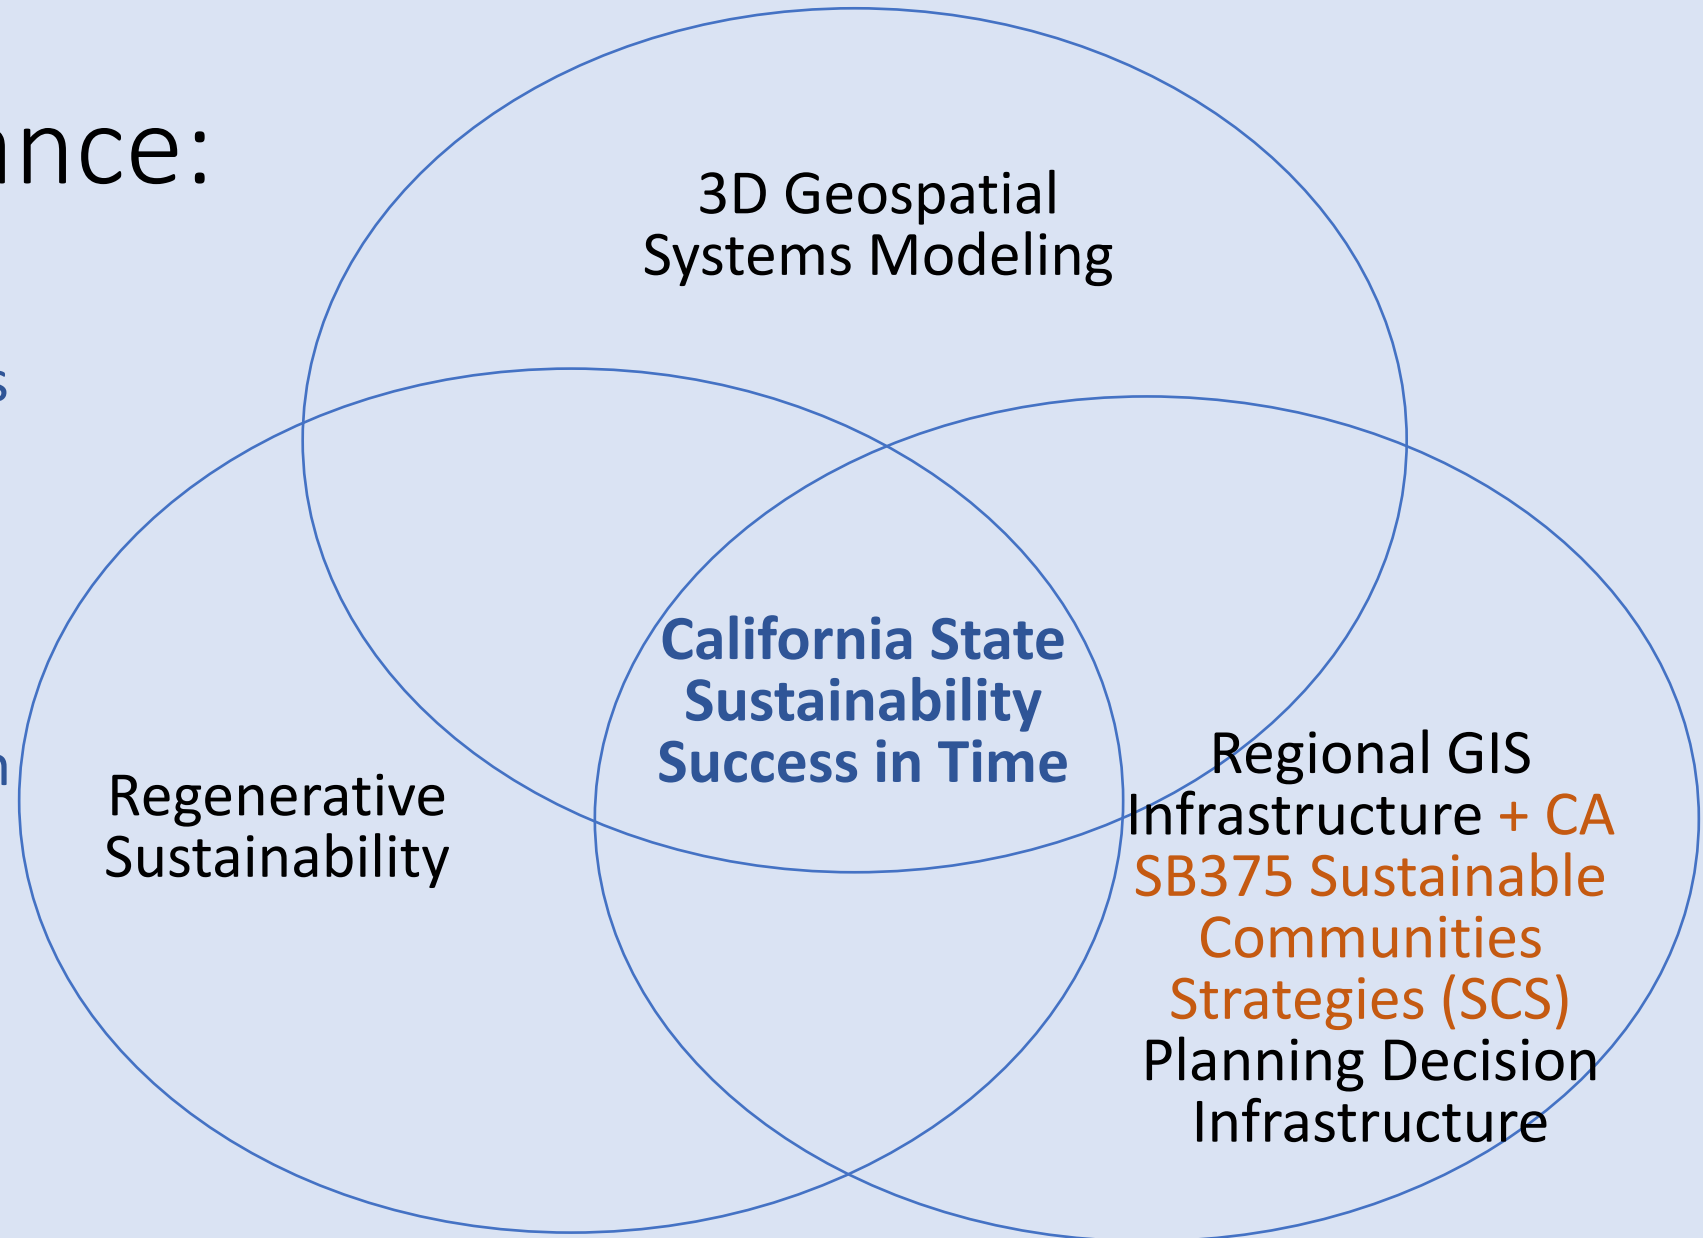 ance:
3D Geospatial
Systems Modeling
s
California State
Sustainability
Success in Time
n
Regenerative
Sustainability
Regional GIS
Infrastructure + CA
SB375 Sustainable
Communities
Strategies (SCS)
Planning Decision
Infrastructure